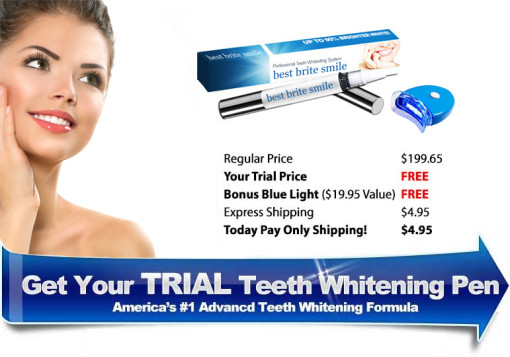 UP TO 90% BRIGHTER WHITE!
best brite smile
Professional Teeth Whitening System
best brite smile
best brite smile
Regular Price $199.65
Your Trial Price FREE
Bonus Blue Light ($19.95 Value) FREE
Express Shipping $4.95
Today Pay Only Shipping! $4.95
Get Your TRIAL Teeth Whitening Pen
America's #1 Advancd Teeth Whitening Formula